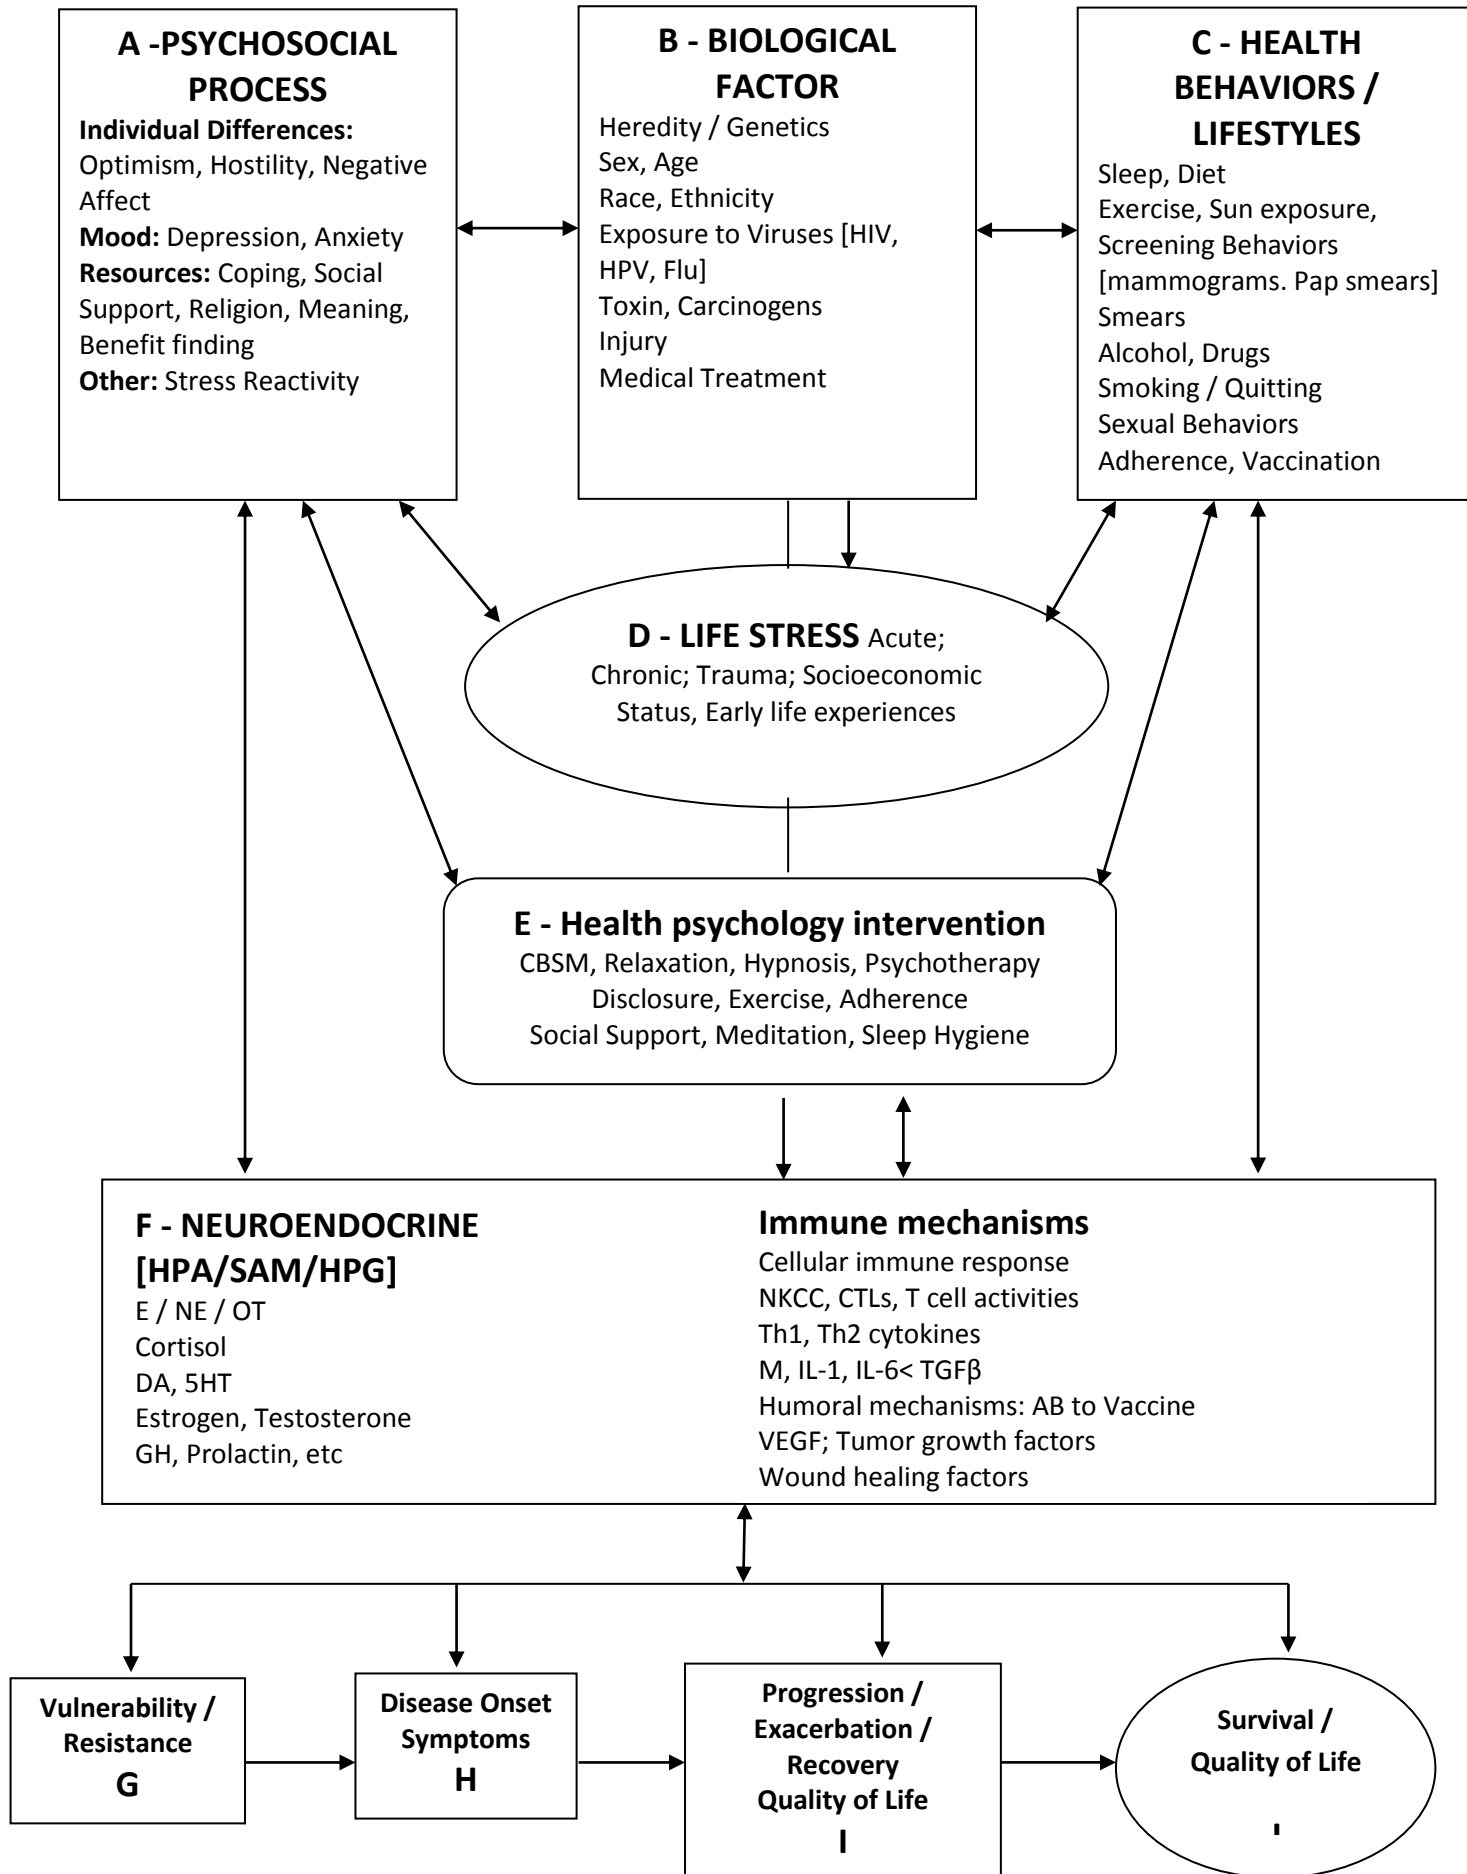 A -PSYCHOSOCIAL
PROCESS
Individual Differences:
Optimism, Hostility, Negative
Affect
Mood: Depression, Anxiety
Resources: Coping, Social
Support, Religion, Meaning,
Benefit finding
Other: Stress Reactivity
B - BIOLOGICAL
FACTOR
Heredity / Genetics
Sex, Age
Race, Ethnicity
Exposure to Viruses [HIV,
HPV, Flu]
Toxin, Carcinogens
Injury
Medical Treatment
C - HEALTH
BEHAVIORS /
LIFESTYLES
Sleep, Diet
Exercise, Sun exposure,
Screening Behaviors
[mammograms. Pap smears]
Smears
Alcohol, Drugs
Smoking / Quitting
Sexual Behaviors
Adherence, Vaccination
D - LIFE STRESS Acute;
Chronic; Trauma; Socioeconomic
Status, Early life experiences
E - Health psychology intervention
CBSM, Relaxation, Hypnosis, Psychotherapy
Disclosure, Exercise, Adherence
Social Support, Meditation, Sleep Hygiene
F - NEUROENDOCRINE
[HPA/SAM/HPG]
E / NE / OT
Cortisol
DA, 5HT
Estrogen, Testosterone
GH, Prolactin, etc
Immune mechanisms
Cellular immune response
NKCC, CTLs, T cell activities
Th1, Th2 cytokines
M, IL-1, IL-6< TGFβ
Humoral mechanisms: AB to Vaccine
VEGF; Tumor growth factors
Wound healing factors
Vulnerability /
Resistance
G
Disease Onset
Symptoms
H
Progression /
Exacerbation /
Recovery
Quality of Life
I
Survival /
Quality of Life